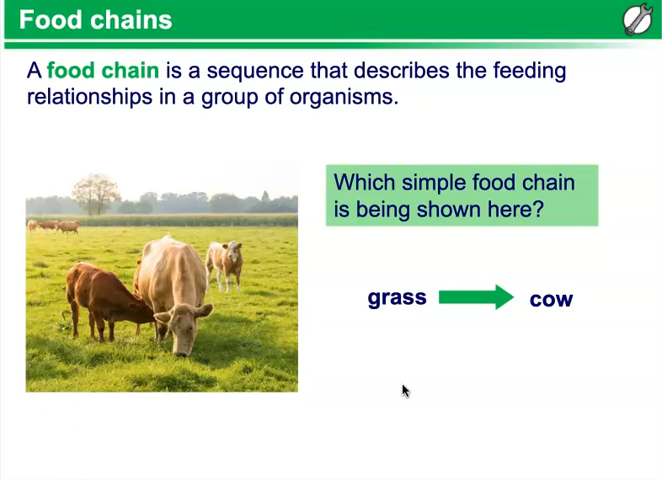 Food chains
A food chain is a sequence that describes the feeding
relationships in a group of organisms.
Which simple food chain
is being shown here?
grass
cow